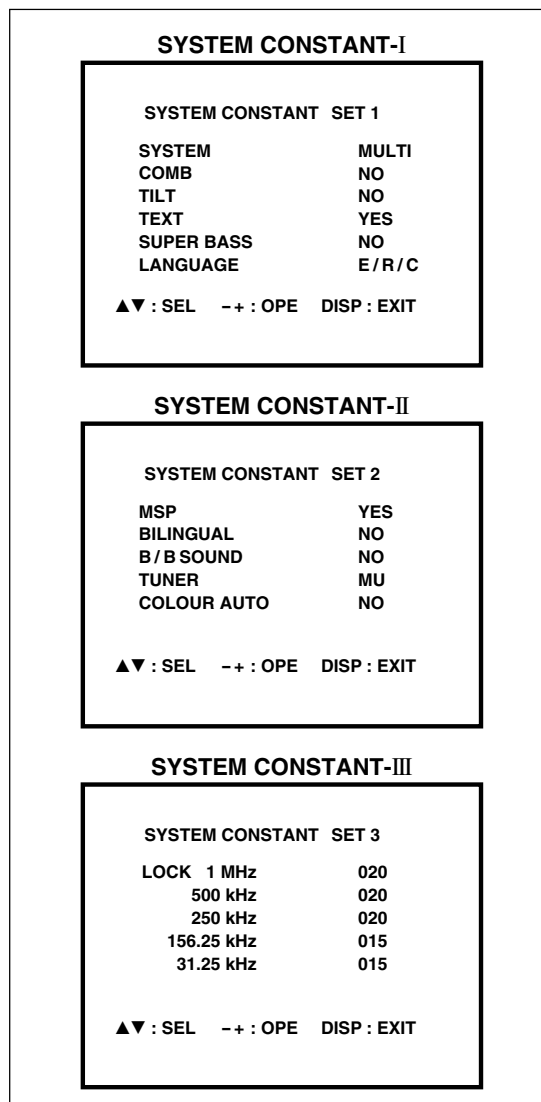 SYSTEM CONSTANT-Ⅰ
SYSTEM CONSTANT SET 1
SYSTEM MULTI
COMB NO
TILT NO
TEXT YES
SUPER BASS NO
LANGUAGE E / R / C
▲▼ : SEL – + : OPE DISP : EXIT
SYSTEM CONSTANT-Ⅱ
SYSTEM CONSTANT SET 2
MSP YES
BILINGUAL NO
B / B SOUND NO
TUNER MU
COLOUR AUTO NO
▲▼ : SEL – + : OPE DISP : EXIT
SYSTEM CONSTANT-Ⅲ
SYSTEM CONSTANT SET 3
LOCK 1 MHz 020
500 kHz 020
250 kHz 020
156.25 kHz 015
31.25 kHz 015
▲▼ : SEL – + : OPE DISP : EXIT